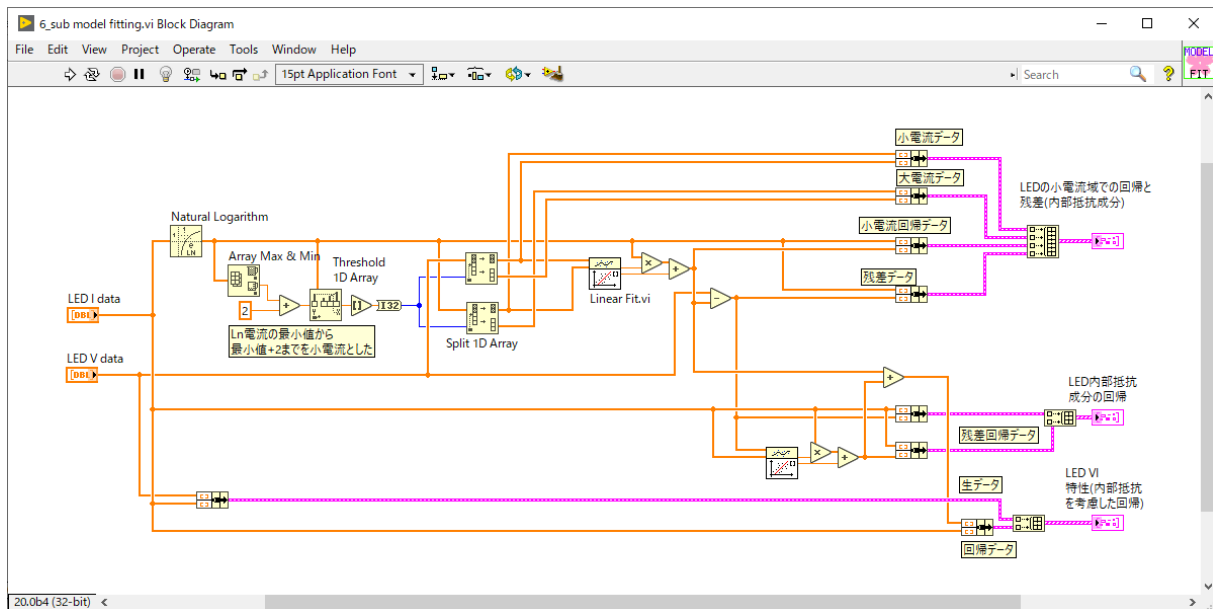 6_sub model fitting.vi Block Diagram
File Edit View Project Operate Tools Window Help
15pt Application Font
Search
MODEL
FIT
小電流データ
大電流データ
LEDの小電流域での回帰と
残差(内部抵抗成分)
Natural Logarithm
LN
小電流回帰データ
Array Max & Min
Threshold
1D Array
残差データ
I32
Linear Fit.vi
LED I data
DBL
2
Ln電流の最小値から
最小値+2までを小電流とした
Split 1D Array
LED V data
DBL
LED内部抵抗
成分の回帰
残差回帰データ
LED VI
特性(内部抵抗
を考慮した回帰)
生データ
回帰データ
20.0b4 (32-bit)